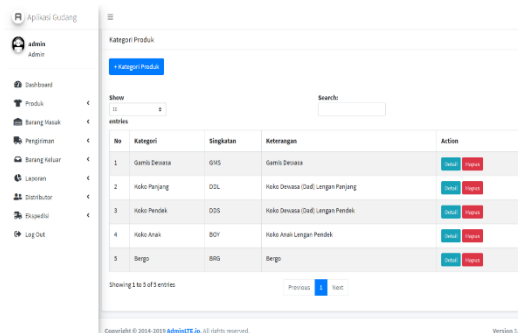 Aplikasi Gudang
admin
Admin
Dashboard
Produk
Barang Masuk
Pengiriman
Barang Keluar
Laporan
Distributor
Ekspedisi
Log Out
Kategori Produk
+ Kategori Produk
Show
10
entries
Search:
No Kategori Singkatan Keterangan Action
1 Gamis Dewasa GMS Gamis Dewasa Detail Hapus
2 Koko Panjang DDL Koko Dewasa (Dad) Lengan Panjang Detail Hapus
3 Koko Pendek DDS Koko Dewasa (Dad) Lengan Pendek Detail Hapus
4 Koko Anak BOY Koko Anak Lengan Pendek Detail Hapus
5 Bergo BRG Bergo Detail Hapus
Showing 1 to 5 of 5 entries
Previous 1 Next
Copyright © 2014-2019 AdminLTE.io. All rights reserved.
Version